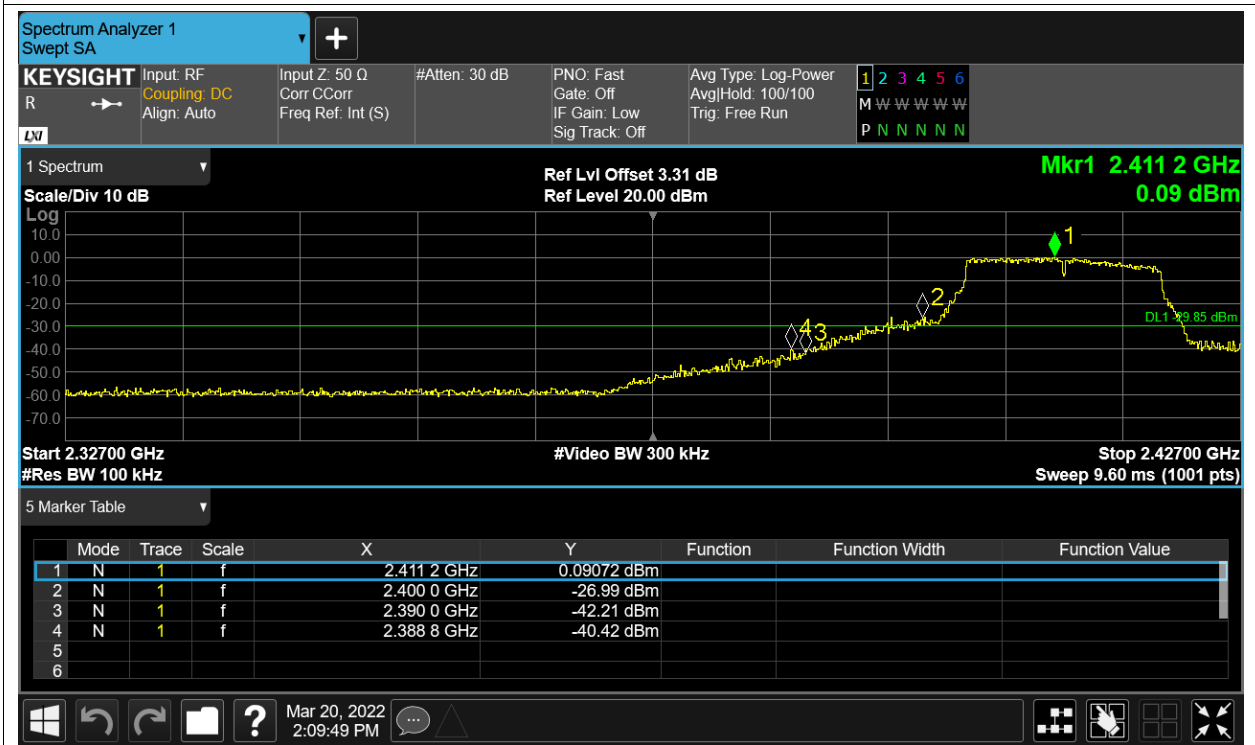 Spectrum Analyzer 1
Swept SA
+
KEYSIGHT
R
LXI
Input: RF
Coupling: DC
Align: Auto
Input Z: 50 Ω
Corr CCorr
Freq Ref: Int (S)
#Atten: 30 dB
PNO: Fast
Gate: Off
IF Gain: Low
Sig Track: Off
Avg Type: Log-Power
Avg|Hold: 100/100
Trig: Free Run
1 2 3 4 5 6
M W W W W W
P N N N N N
1 Spectrum
Scale/Div 10 dB
Ref Lvl Offset 3.31 dB
Ref Level 20.00 dBm
Mkr1 2.411 2 GHz
0.09 dBm
Log
10.0
0.00
-10.0
-20.0
-30.0
-40.0
-50.0
-60.0
-70.0
1
2
4 3
DL1 -29.85 dBm
Start 2.32700 GHz
#Video BW 300 kHz
Stop 2.42700 GHz
#Res BW 100 kHz
Sweep 9.60 ms (1001 pts)
5 Marker Table
Mode Trace Scale X Y Function Function Width Function Value
1 N 1 f 2.411 2 GHz 0.09072 dBm
2 N 1 f 2.400 0 GHz -26.99 dBm
3 N 1 f 2.390 0 GHz -42.21 dBm
4 N 1 f 2.388 8 GHz -40.42 dBm
5
6
?
Mar 20, 2022
2:09:49 PM